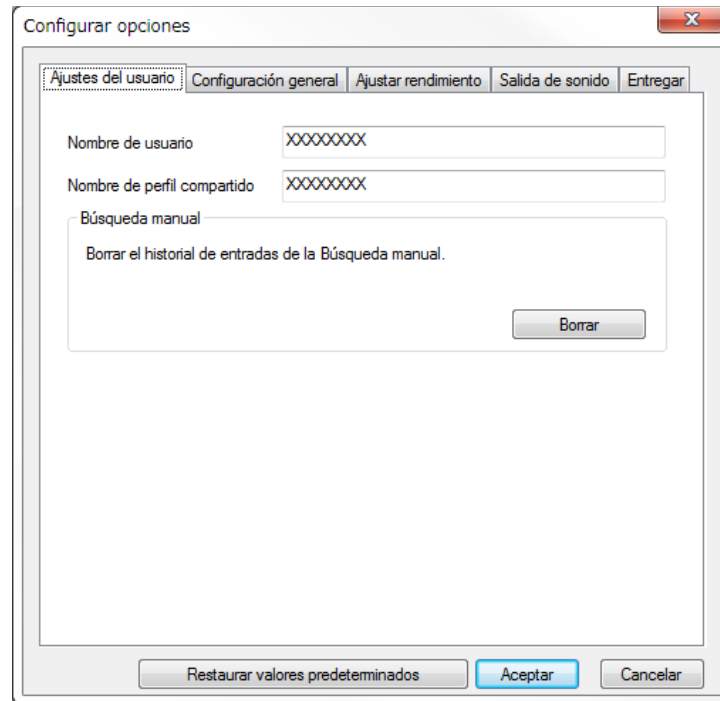 Configurar opciones
Ajustes del usuario Configuración general Ajustar rendimiento Salida de sonido Entregar
Nombre de usuario XXXXXXXX
Nombre de perfil compartido XXXXXXXX
Búsqueda manual
Borrar el historial de entradas de la Búsqueda manual.
Borrar
Restaurar valores predeterminados Aceptar Cancelar